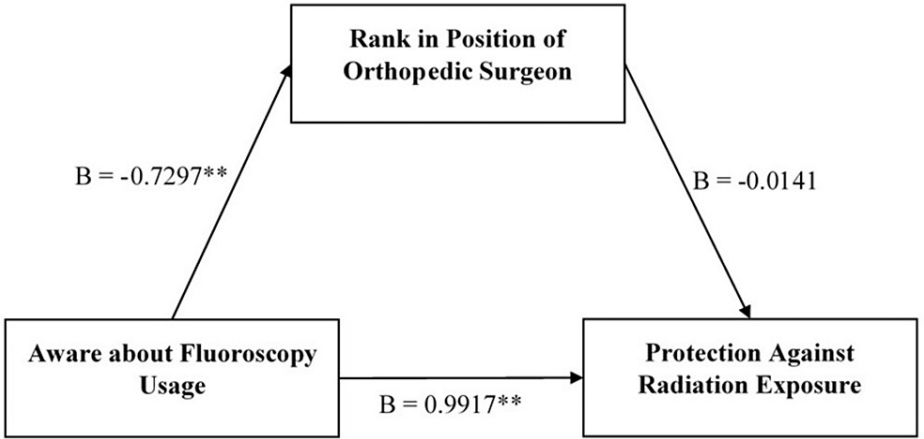 Rank in Position of
Orthopedic Surgeon
B = -0.7297**
B = -0.0141
Aware about Fluoroscopy
Usage
B = 0.9917**
Protection Against
Radiation Exposure